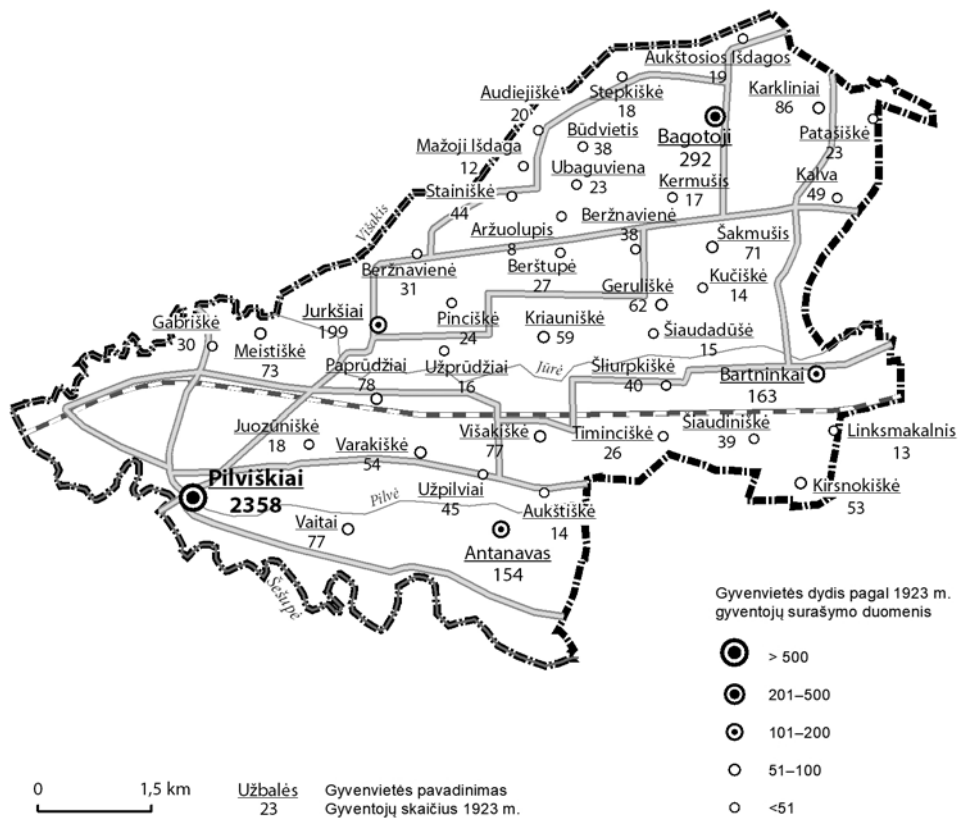 Aukštosios Išdagos
19
Stepkiškė
18
Karkliniai
86
Audiejiškė
20
Bagotoji
292
Patašiškė
23
Būdvietis
38
Mažoji Išdaga
12
Ubaguviena
23
Kermušis
17
Kalva
49
Stainiškė
44
Višakis
Aržuolupis
8
Beržnavienė
38
Šakmušis
71
Beržnavienė
31
Berštupė
27
Geruliškė
62
Kučiškė
14
Gabriškė
30
Jurkšiai
199
Pinciškė
24
Kriauniškė
59
Šiaudadūšė
15
Meistiškė
73
Paprūdžiai
78
Užprūdžiai
16
Jūrė
Šliurpkiškė
40
Bartninkai
163
Juozūniškė
18
Varakiškė
54
Višakiškė
77
Timinciškė
26
Šiaudiniškė
39
Linksmakalnis
13
Pilviškiai
2358
Pilvė
Užpilviai
45
Aukštiškė
14
Kirsnokiškė
53
Vaitai
77
Antanavas
154
Šešupė
Gyvenvietės dydis pagal 1923 m.
gyventojų surašymo duomenis
> 500
201–500
101–200
51–100
<51
0 1,5 km
Užbalės Gyvenvietės pavadinimas
23 Gyventojų skaičius 1923 m.